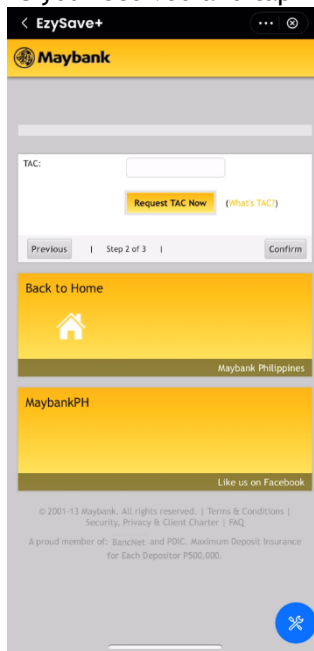 EzySave+
Maybank
TAC:
Request TAC Now (What's TAC?)
Previous | Step 2 of 3 | Confirm
Back to Home
Maybank Philippines
MaybankPH
Like us on Facebook
© 2001-13 Maybank. All rights reserved. | Terms & Conditions |
Security, Privacy & Client Charter | FAQ
A proud member of: BancNet and PDIC. Maximum Deposit Insurance
for Each Depositor P500,000.